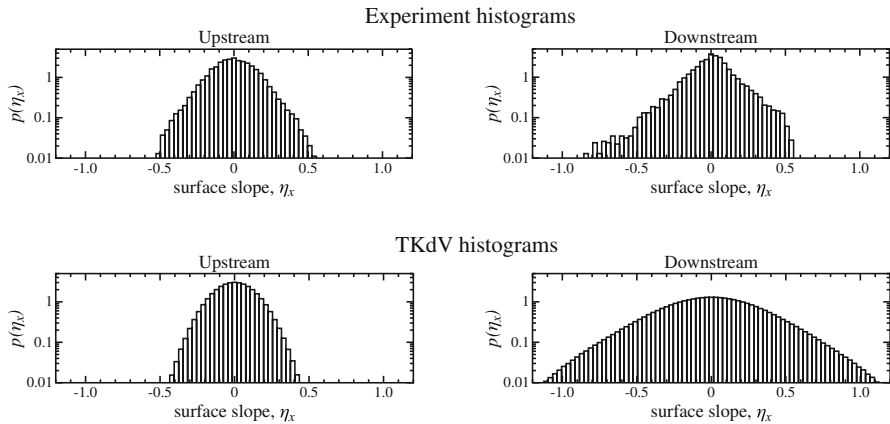 Experiment histograms
Upstream Downstream
1 1
0.1 0.1
0.01 0.01
p(ηx) p(ηx)
-1.0 -0.5 0 0.5 1.0 -1.0 -0.5 0 0.5 1.0
surface slope, ηx surface slope, ηx
TKdV histograms
Upstream Downstream
1 1
0.1 0.1
0.01 0.01
p(ηx) p(ηx)
-1.0 -0.5 0 0.5 1.0 -1.0 -0.5 0 0.5 1.0
surface slope, ηx surface slope, ηx